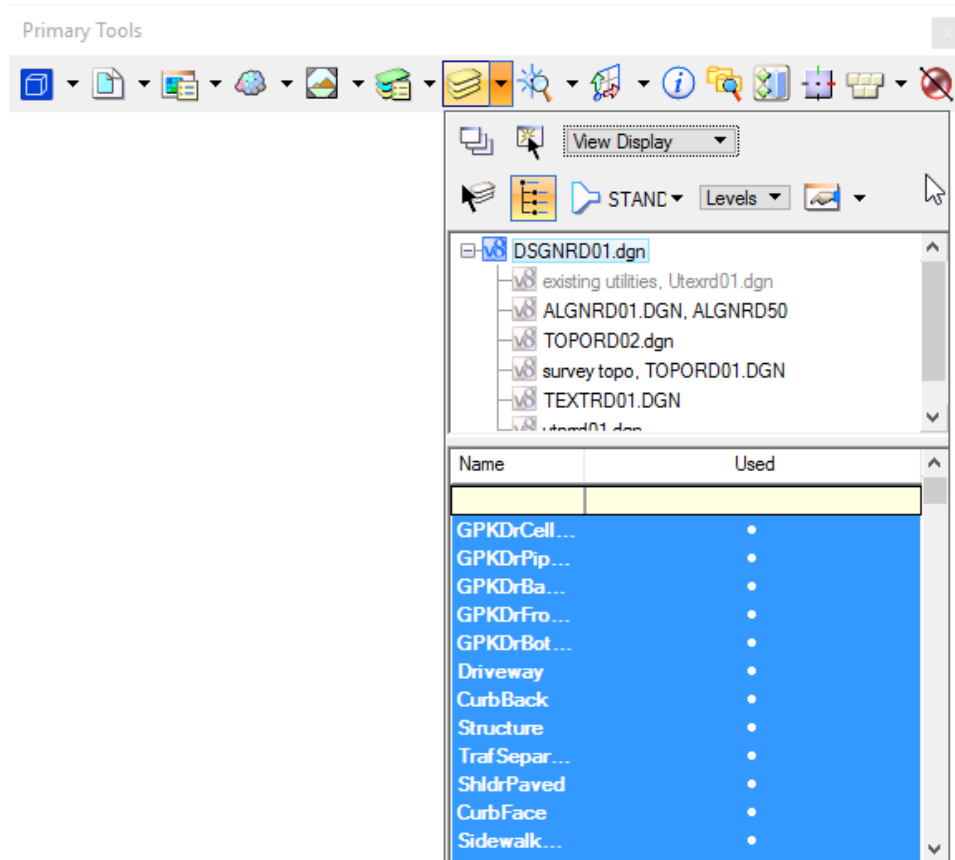 Primary Tools
View Display
STANC Levels
DSGNRD01.dgn
existing utilities, Utexrd01.dgn
ALGNRD01.DGN, ALGNRD50
TOPORD02.dgn
survey topo, TOPORD01.DGN
TEXTRD01.DGN
Name Used
GPKDrCell...
GPKDrPip...
GPKDrBa...
GPKDrFro...
GPKDrBot...
Driveway
CurbBack
Structure
TrafSepar...
ShldrPaved
CurbFace
Sidewalk...